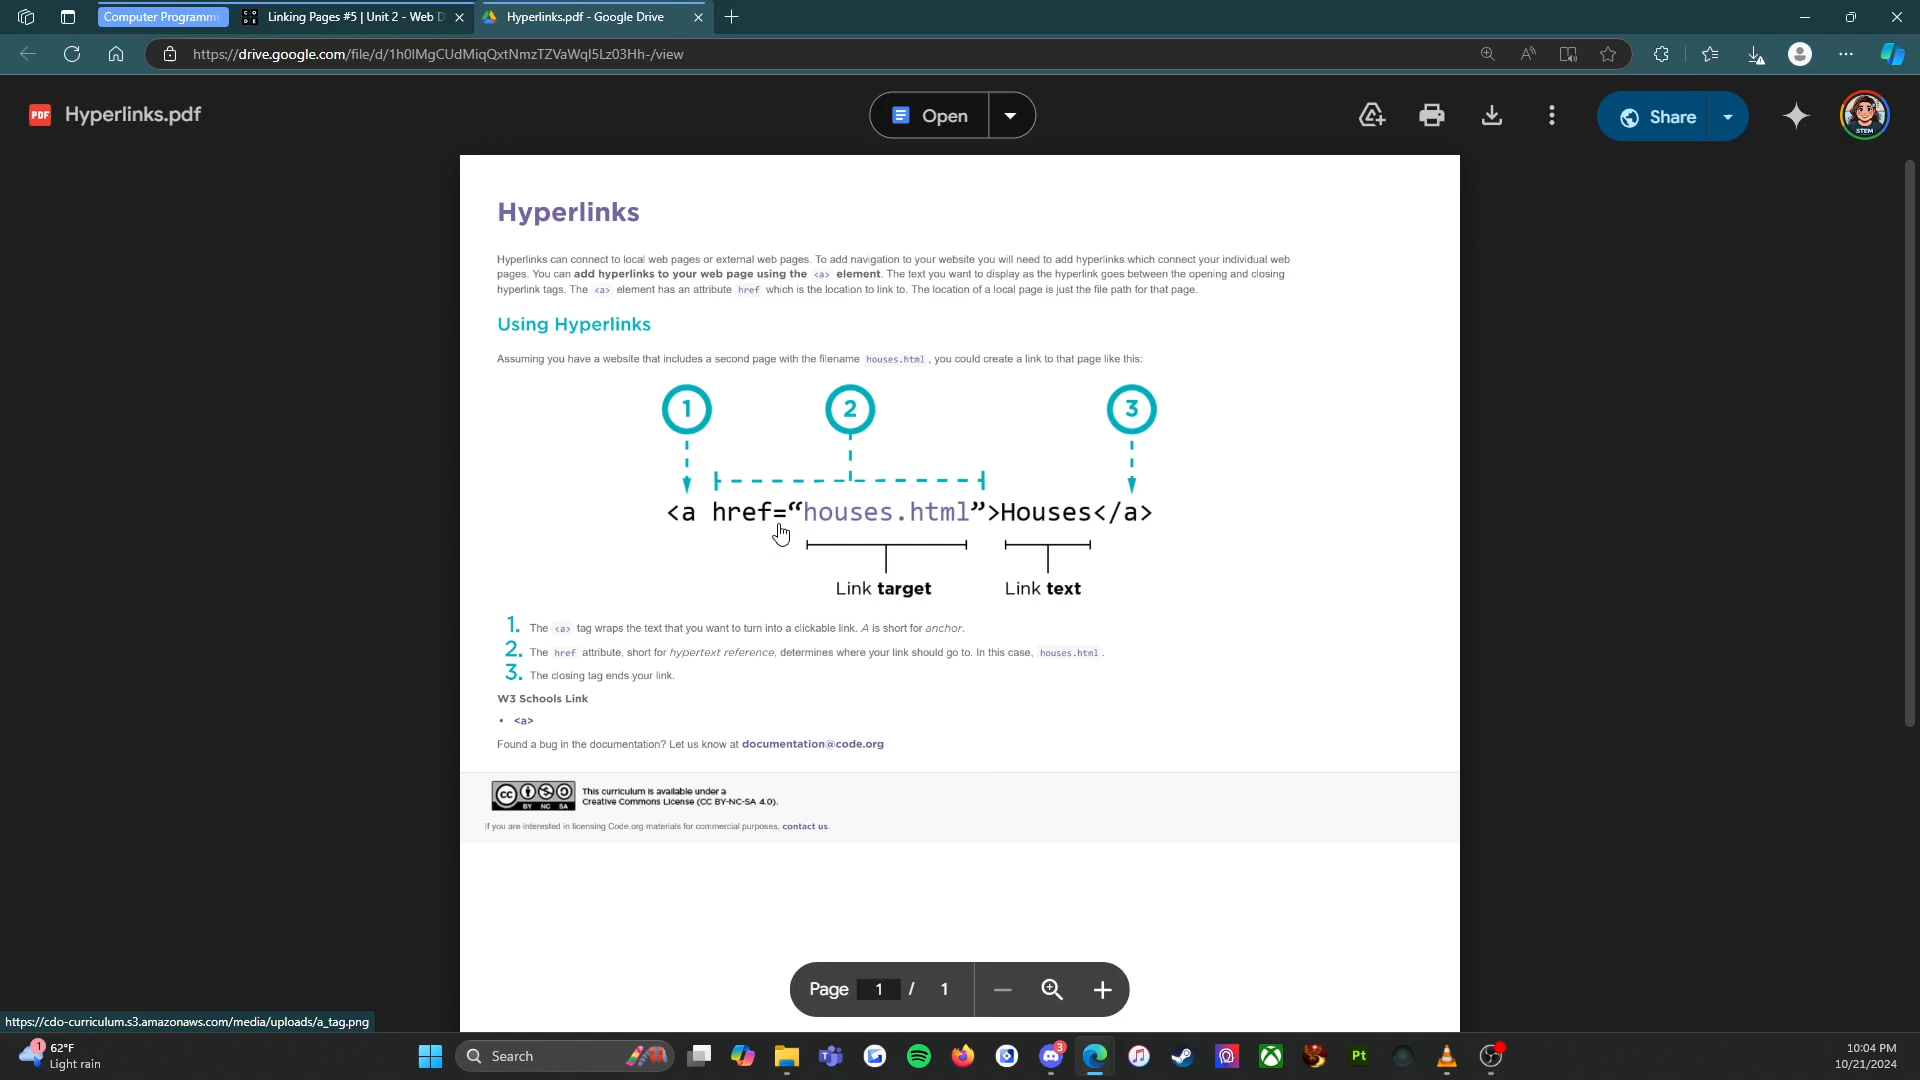 Computer Programmi
Linking Pages #5 | Unit 2 - Web D
Hyperlinks.pdf - Google Drive
https://drive.google.com/file/d/1h0IMgCUdMiqQxtNmzTZVaWqI5Lz03Hh-/view
PDF
Hyperlinks.pdf
Open
Share
STEM
Hyperlinks
Hyperlinks can connect to local web pages or external web pages. To add navigation to your website you will need to add hyperlinks which connect your individual web
pages. You can add hyperlinks to your web page using the <a> element. The text you want to display as the hyperlink goes between the opening and closing
hyperlink tags. The <a> element has an attribute href which is the location to link to. The location of a local page is just the file path for that page.
Using Hyperlinks
Assuming you have a website that includes a second page with the filename houses.html , you could create a link to that page like this:
1 2 3
<a href=“houses.html”>Houses</a>
Link target Link text
1. The <a> tag wraps the text that you want to turn into a clickable link. A is short for anchor.
2. The href attribute, short for hypertext reference, determines where your link should go to. In this case, houses.html .
3. The closing tag ends your link.
W3 Schools Link
• <a>
Found a bug in the documentation? Let us know at documentation@code.org
cc BY NC SA
This curriculum is available under a
Creative Commons License (CC BY-NC-SA 4.0).
If you are interested in licensing Code.org materials for commercial purposes, contact us.
Page 1 / 1
https://cdo-curriculum.s3.amazonaws.com/media/uploads/a_tag.png
1
62°F
Light rain
Search
3
Pt
10:04 PM
10/21/2024